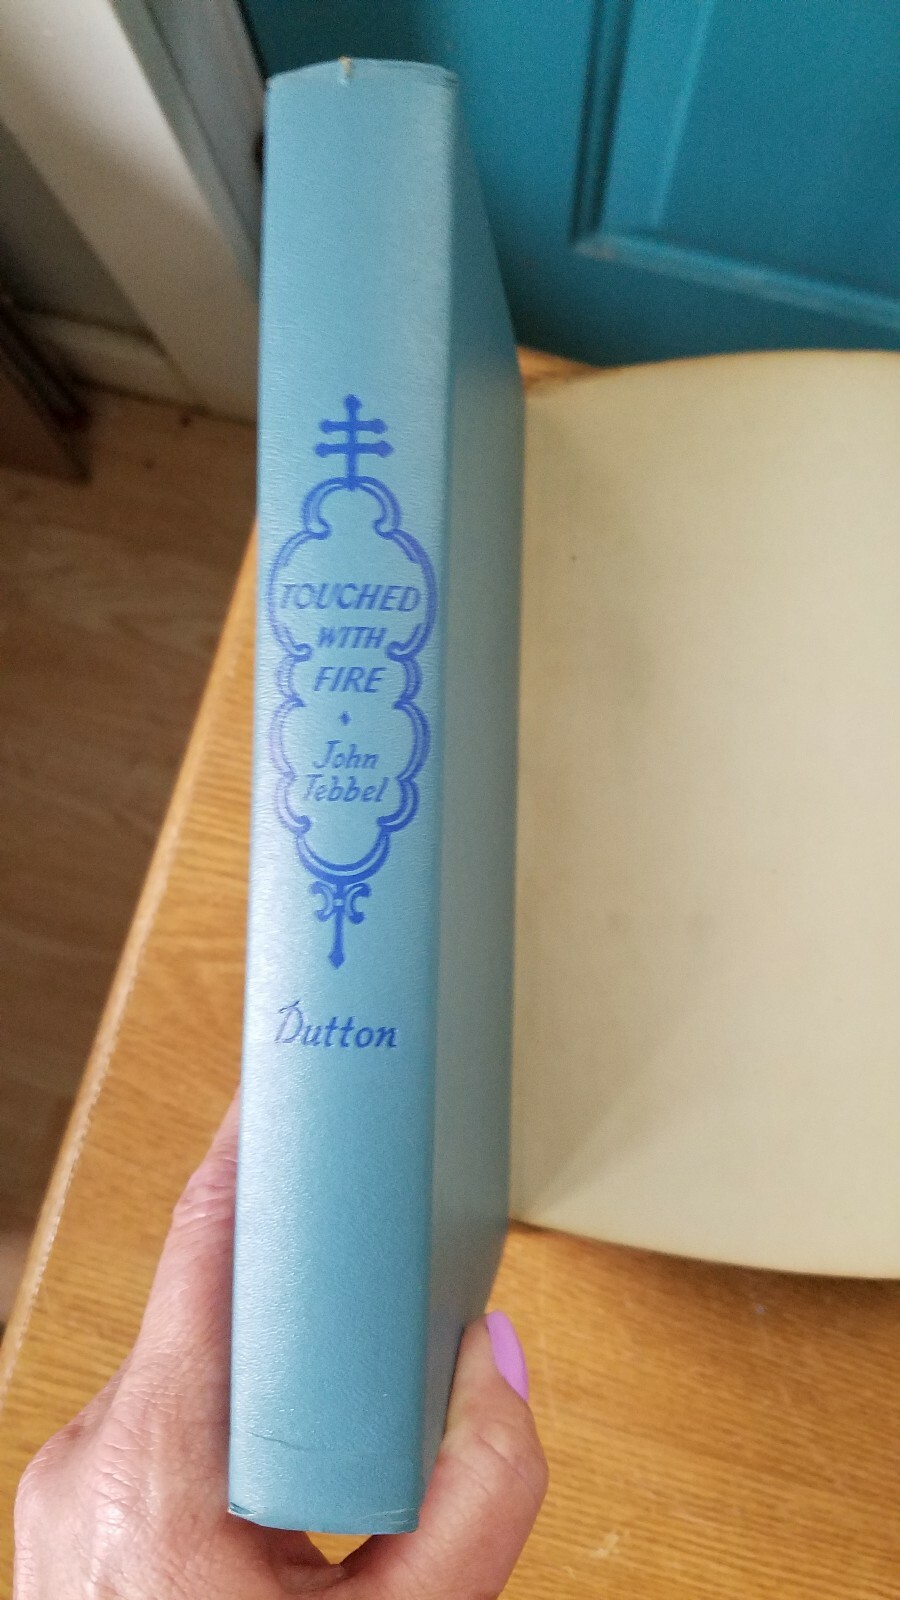 TOUCHED
WITH
FIRE
John
Tebbel
Dutton